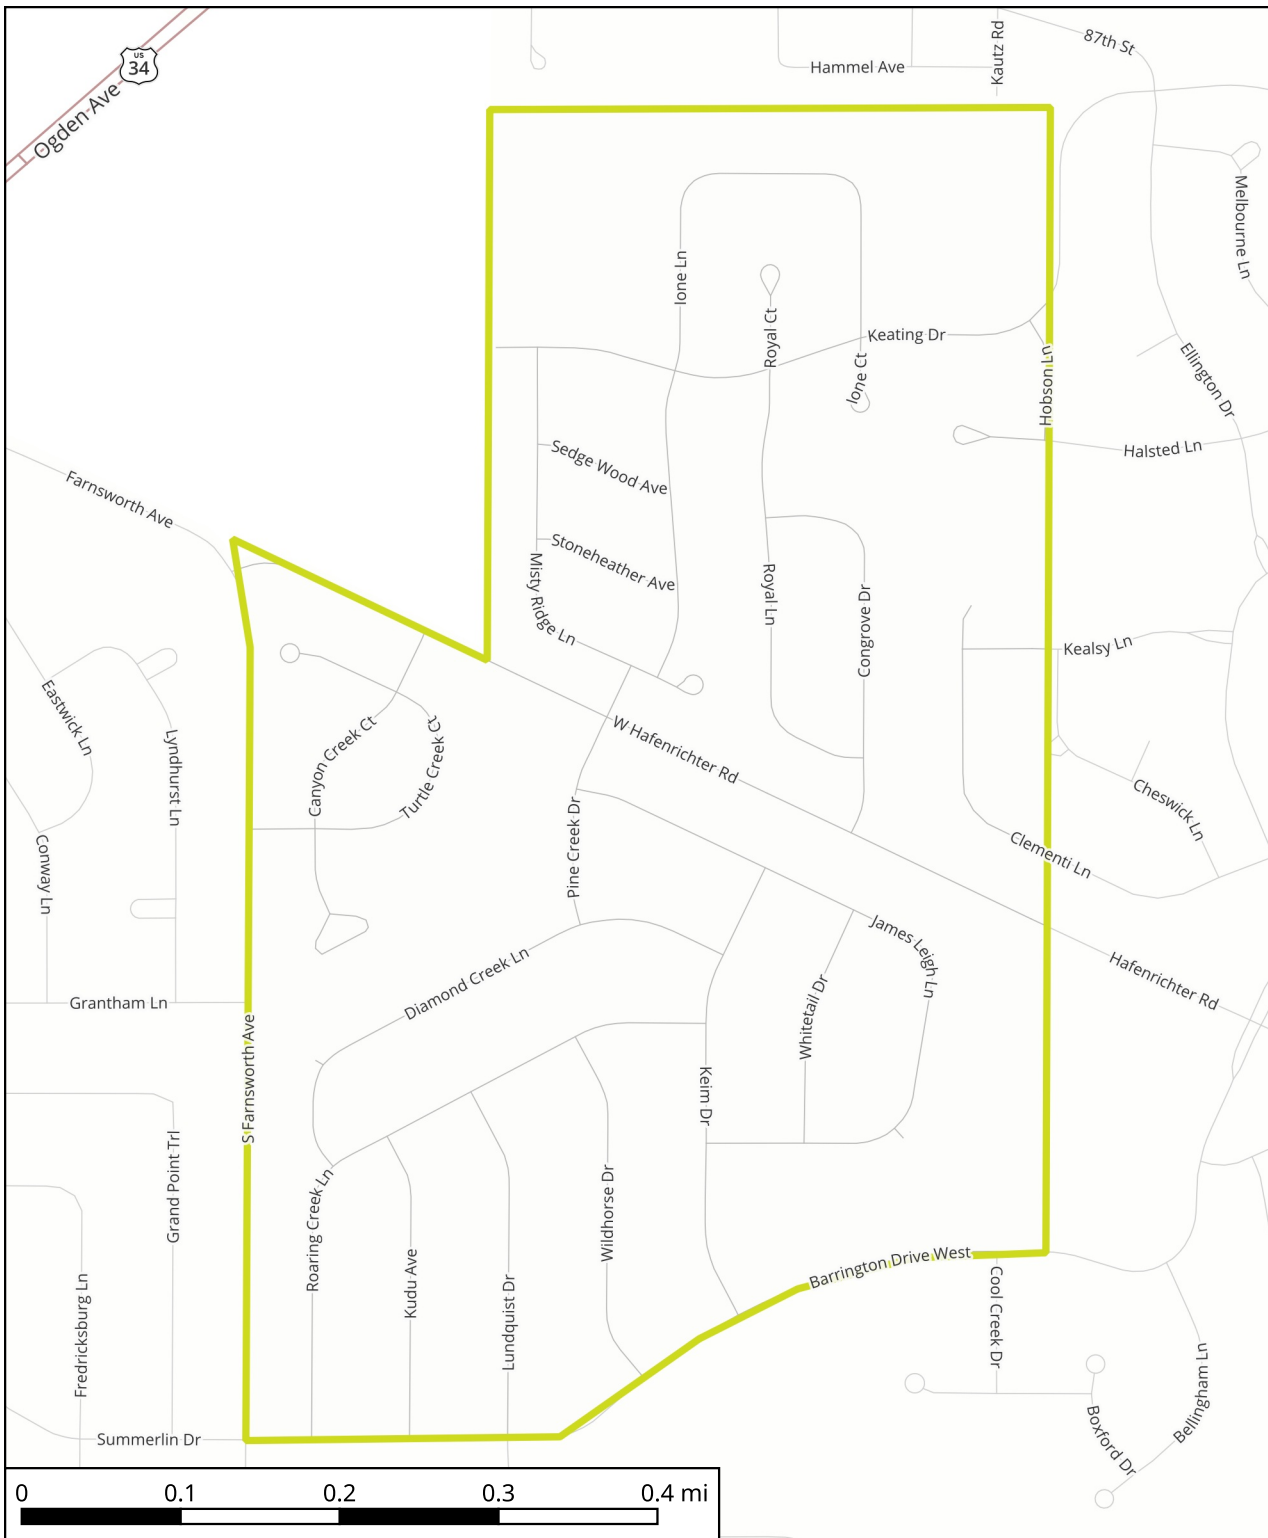 US
34
Ogden Ave
Hammel Ave
Kautz Rd
87th St
Melbourne Ln
Ione Ln
Royal Ct
Keating Dr
Ione Ct
Hobson Ln
Ellington Dr
Halsted Ln
Sedge Wood Ave
Farnsworth Ave
Stoneheather Ave
Misty Ridge Ln
Royal Ln
Congrove Dr
Kealsy Ln
Eastwick Ln
Lyndhurst Ln
Canyon Creek Ct
Turtle Creek Ct
W Hafenrichter Rd
Cheswick Ln
Pine Creek Dr
Conway Ln
Clementi Ln
James Leigh Ln
Diamond Creek Ln
Hafenrichter Rd
Grantham Ln
Whitetail Dr
S Farnsworth Ave
Keim Dr
Grand Point Trl
Roaring Creek Ln
Wildhorse Dr
Kudu Ave
Barrington Drive West
Fredricksburg Ln
Lundquist Dr
Cool Creek Dr
Bellingham Ln
Boxford Dr
Summerlin Dr
0 0.1 0.2 0.3 0.4 mi